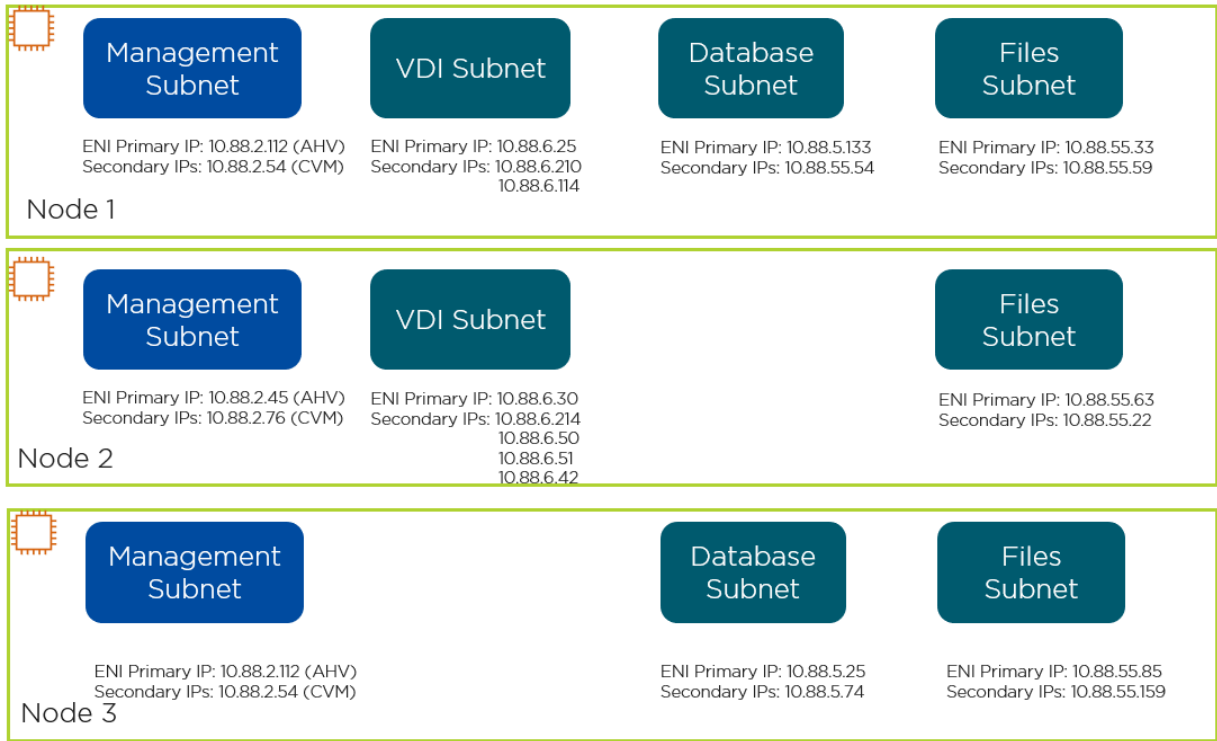 Management
Subnet
VDI Subnet
Database
Subnet
Files
Subnet
ENI Primary IP: 10.88.2.112 (AHV)
Secondary IPs: 10.88.2.54 (CVM)
ENI Primary IP: 10.88.6.25
Secondary IPs: 10.88.6.210
10.88.6.114
ENI Primary IP: 10.88.5.133
Secondary IPs: 10.88.55.54
ENI Primary IP: 10.88.55.33
Secondary IPs: 10.88.55.59
Node 1
Management
Subnet
VDI Subnet
Files
Subnet
ENI Primary IP: 10.88.2.45 (AHV)
Secondary IPs: 10.88.2.76 (CVM)
ENI Primary IP: 10.88.6.30
Secondary IPs: 10.88.6.214
10.88.6.50
10.88.6.51
10.88.6.42
ENI Primary IP: 10.88.55.63
Secondary IPs: 10.88.55.22
Node 2
Management
Subnet
Database
Subnet
Files
Subnet
ENI Primary IP: 10.88.2.112 (AHV)
Secondary IPs: 10.88.2.54 (CVM)
ENI Primary IP: 10.88.5.25
Secondary IPs: 10.88.5.74
ENI Primary IP: 10.88.55.85
Secondary IPs: 10.88.55.159
Node 3